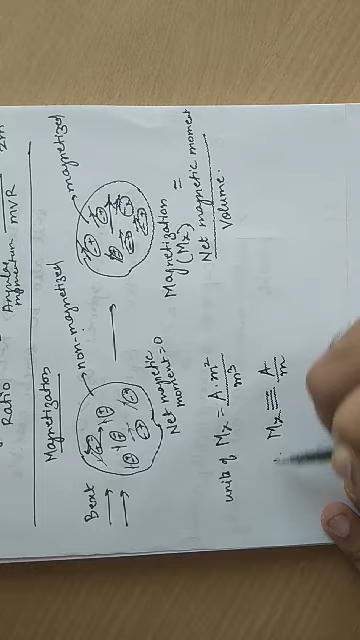 Ratio
Angular
momentum
MVR
2m
Magnetization
Bext
non-magnetized
magnetized
Net magnetic
moment = 0
Magnetization =
(Mx)
Net magnetic moment
Volume.
units of Mx = A·m²
m³
Mx ≡ A
m